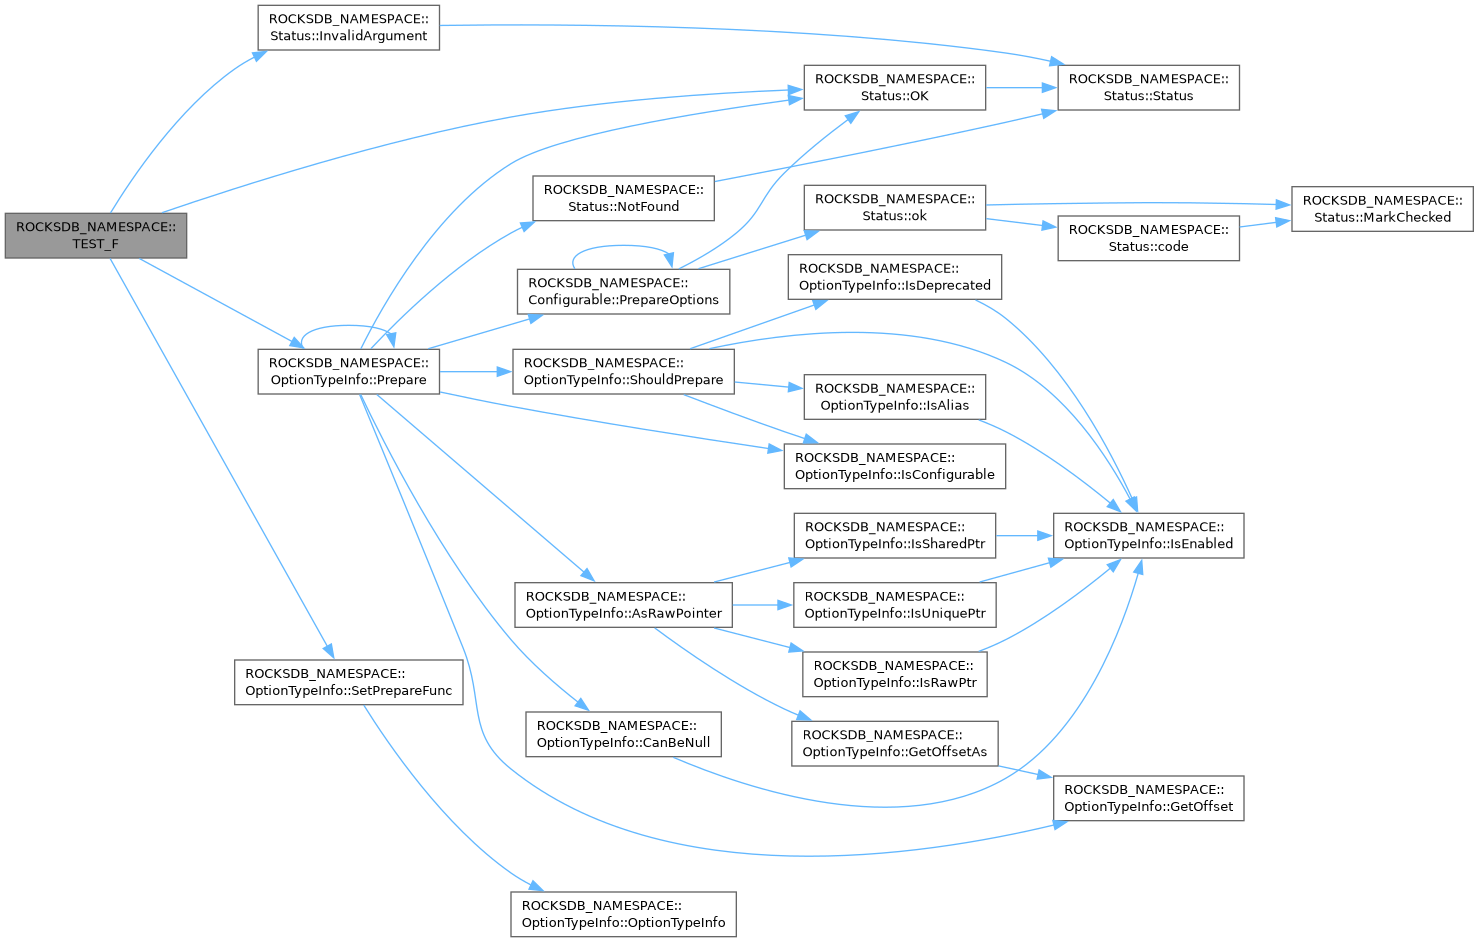 ROCKSDB_NAMESPACE::
Status::InvalidArgument
ROCKSDB_NAMESPACE::
Status::OK
ROCKSDB_NAMESPACE::
Status::Status
ROCKSDB_NAMESPACE::
Status::NotFound
ROCKSDB_NAMESPACE::
Status::ok
ROCKSDB_NAMESPACE::
Status::MarkChecked
ROCKSDB_NAMESPACE::
TEST_F
ROCKSDB_NAMESPACE::
Status::code
ROCKSDB_NAMESPACE::
Configurable::PrepareOptions
ROCKSDB_NAMESPACE::
OptionTypeInfo::IsDeprecated
ROCKSDB_NAMESPACE::
OptionTypeInfo::Prepare
ROCKSDB_NAMESPACE::
OptionTypeInfo::ShouldPrepare
ROCKSDB_NAMESPACE::
OptionTypeInfo::IsAlias
ROCKSDB_NAMESPACE::
OptionTypeInfo::IsConfigurable
ROCKSDB_NAMESPACE::
OptionTypeInfo::IsSharedPtr
ROCKSDB_NAMESPACE::
OptionTypeInfo::IsEnabled
ROCKSDB_NAMESPACE::
OptionTypeInfo::AsRawPointer
ROCKSDB_NAMESPACE::
OptionTypeInfo::IsUniquePtr
ROCKSDB_NAMESPACE::
OptionTypeInfo::IsRawPtr
ROCKSDB_NAMESPACE::
OptionTypeInfo::SetPrepareFunc
ROCKSDB_NAMESPACE::
OptionTypeInfo::CanBeNull
ROCKSDB_NAMESPACE::
OptionTypeInfo::GetOffsetAs
ROCKSDB_NAMESPACE::
OptionTypeInfo::GetOffset
ROCKSDB_NAMESPACE::
OptionTypeInfo::OptionTypeInfo